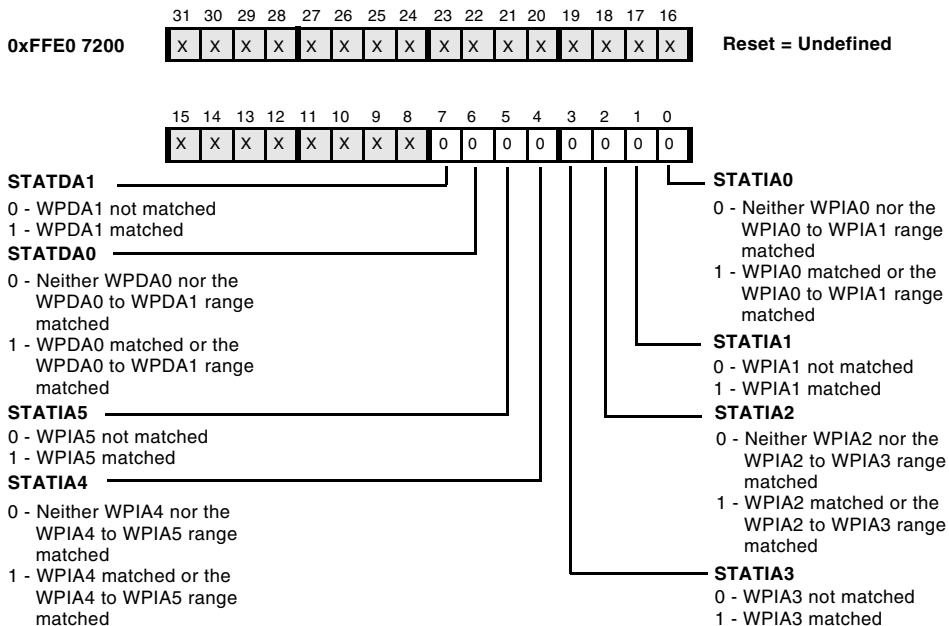 31 30 29 28 27 26 25 24 23 22 21 20 19 18 17 16
0xFFE0 7200 X X X X X X X X X X X X X X X X Reset = Undefined
15 14 13 12 11 10 9 8 7 6 5 4 3 2 1 0
X X X X X X X X 0 0 0 0 0 0 0 0
STATDA1
0 - WPDA1 not matched
1 - WPDA1 matched
STATDA0
0 - Neither WPDA0 nor the
WPDA0 to WPDA1 range
matched
1 - WPDA0 matched or the
WPDA0 to WPDA1 range
matched
STATIA5
0 - WPIA5 not matched
1 - WPIA5 matched
STATIA4
0 - Neither WPIA4 nor the
WPIA4 to WPIA5 range
matched
1 - WPIA4 matched or the
WPIA4 to WPIA5 range
matched
STATIA0
0 - Neither WPIA0 nor the
WPIA0 to WPIA1 range
matched
1 - WPIA0 matched or the
WPIA0 to WPIA1 range
matched
STATIA1
0 - WPIA1 not matched
1 - WPIA1 matched
STATIA2
0 - Neither WPIA2 nor the
WPIA2 to WPIA3 range
matched
1 - WPIA2 matched or the
WPIA2 to WPIA3 range
matched
STATIA3
0 - WPIA3 not matched
1 - WPIA3 matched